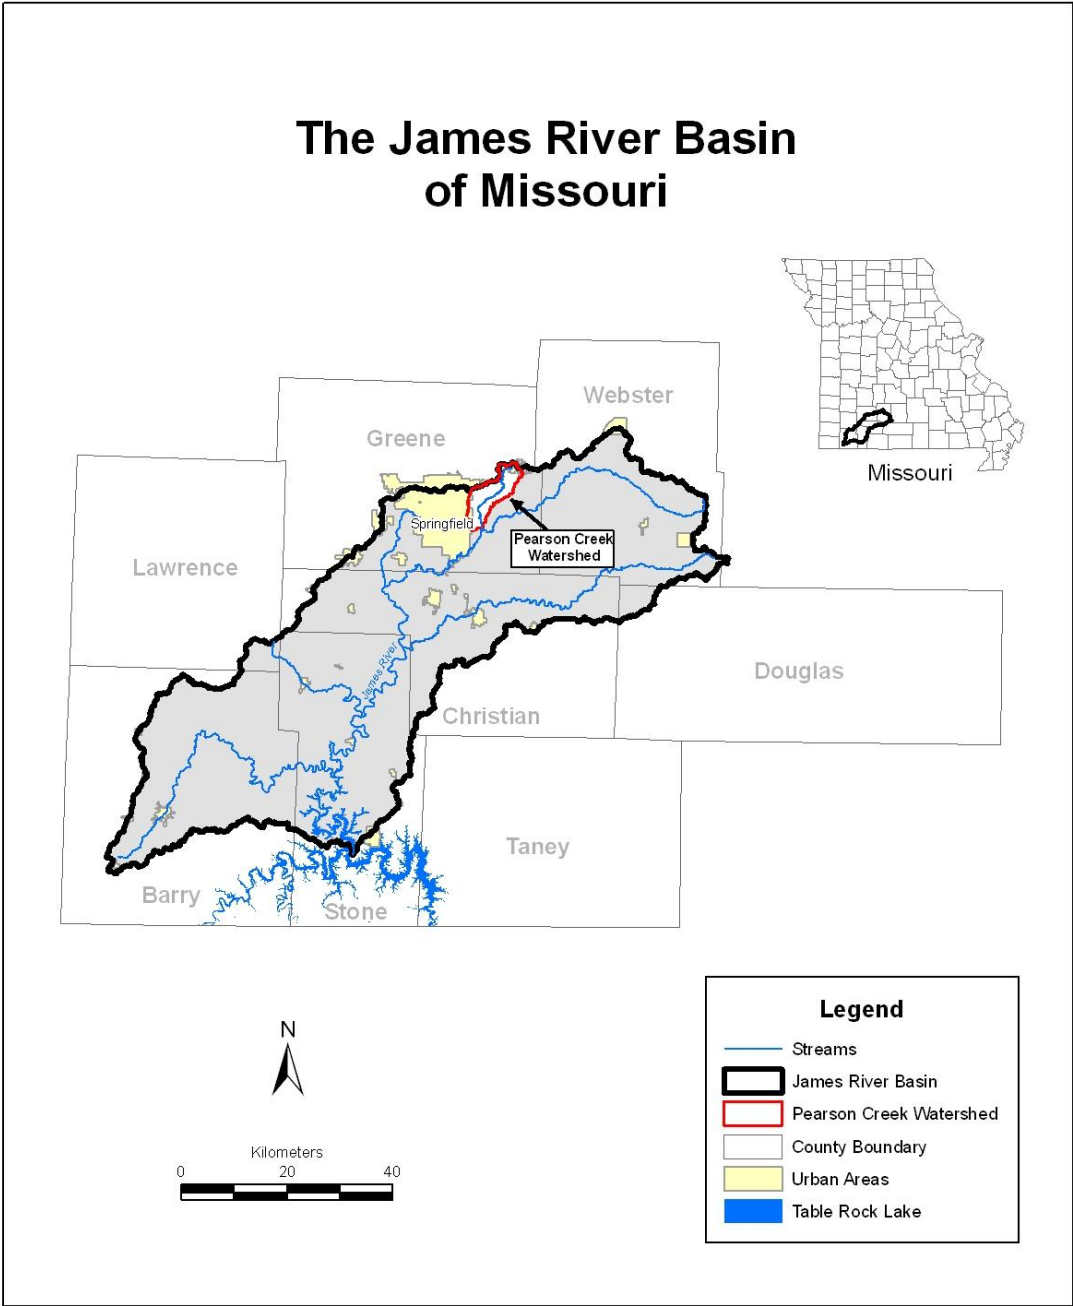 The James River Basin
of Missouri
Missouri
Webster
Greene
Springfield
Pearson Creek
Watershed
Lawrence
James River
Douglas
Christian
Taney
Barry
Stone
N
Kilometers
0 20 40
Legend
Streams
James River Basin
Pearson Creek Watershed
County Boundary
Urban Areas
Table Rock Lake